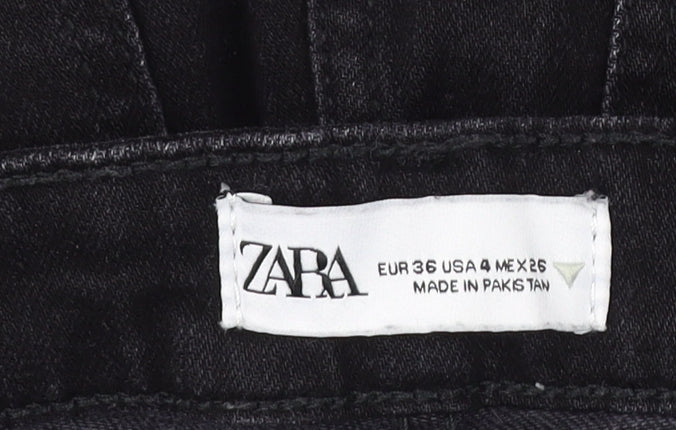 ZARA
EUR 36 USA 4 MEX 26
MADE IN PAKISTAN